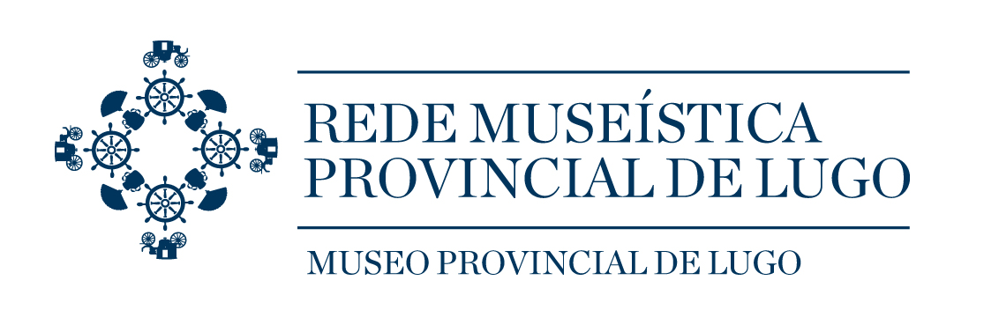 REDE MUSEÍSTICA
PROVINCIAL DE LUGO
MUSEO PROVINCIAL DE LUGO